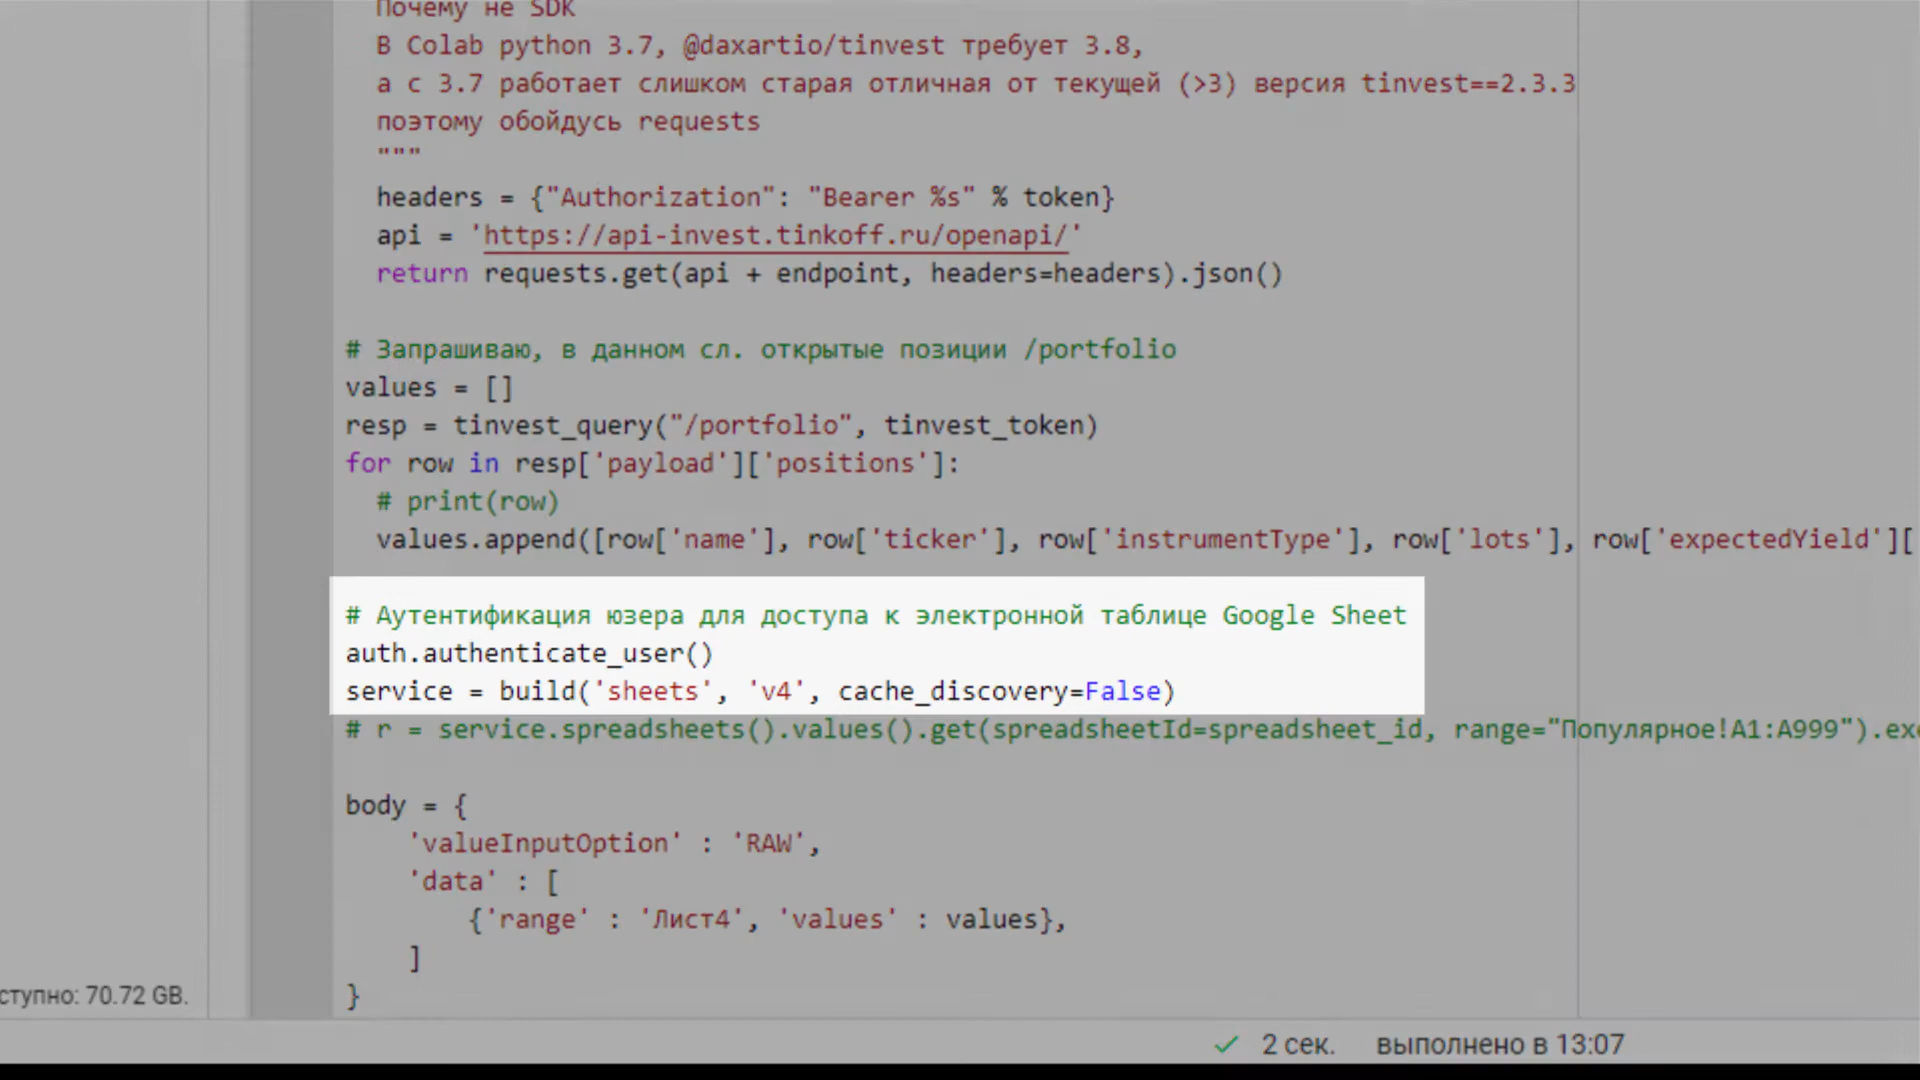 Почему не SDK
В Colab python 3.7, @daxartio/tinvest требует 3.8,
а с 3.7 работает слишком старая отличная от текущей (>3) версия tinvest==2.3.3
поэтому обойдусь requests
"""
headers = {"Authorization": "Bearer %s" % token}
api = 'https://api-invest.tinkoff.ru/openapi/'
return requests.get(api + endpoint, headers=headers).json()
# Запрашиваю, в данном сл. открытые позиции /portfolio
values = []
resp = tinvest_query("/portfolio", tinvest_token)
for row in resp['payload']['positions']:
# print(row)
values.append([row['name'], row['ticker'], row['instrumentType'], row['lots'], row['expectedYield'][
# Аутентификация юзера для доступа к электронной таблице Google Sheet
auth.authenticate_user()
service = build('sheets', 'v4', cache_discovery=False)
# r = service.spreadsheets().values().get(spreadsheetId=spreadsheet_id, range="Популярное!A1:A999").exe
body = {
'valueInputOption' : 'RAW',
'data' : [
{'range' : 'Лист4', 'values' : values},
]
}
ступно: 70.72 GB.
2 сек. выполнено в 13:07